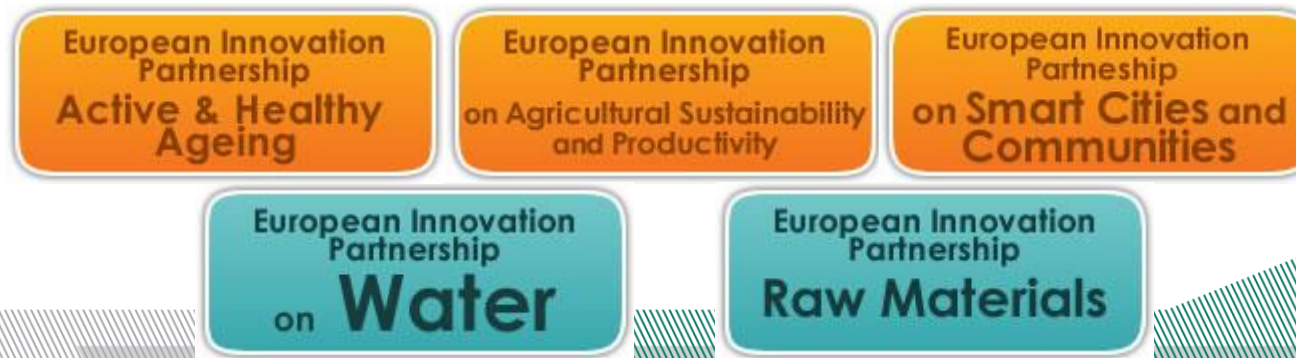 European Innovation
Partnership
Active & Healthy
Ageing
European Innovation
Partnership
on Agricultural Sustainability
and Productivity
European Innovation
Partneship
on Smart Cities and
Communities
European Innovation
Partnership
on Water
European Innovation
Partnership
Raw Materials